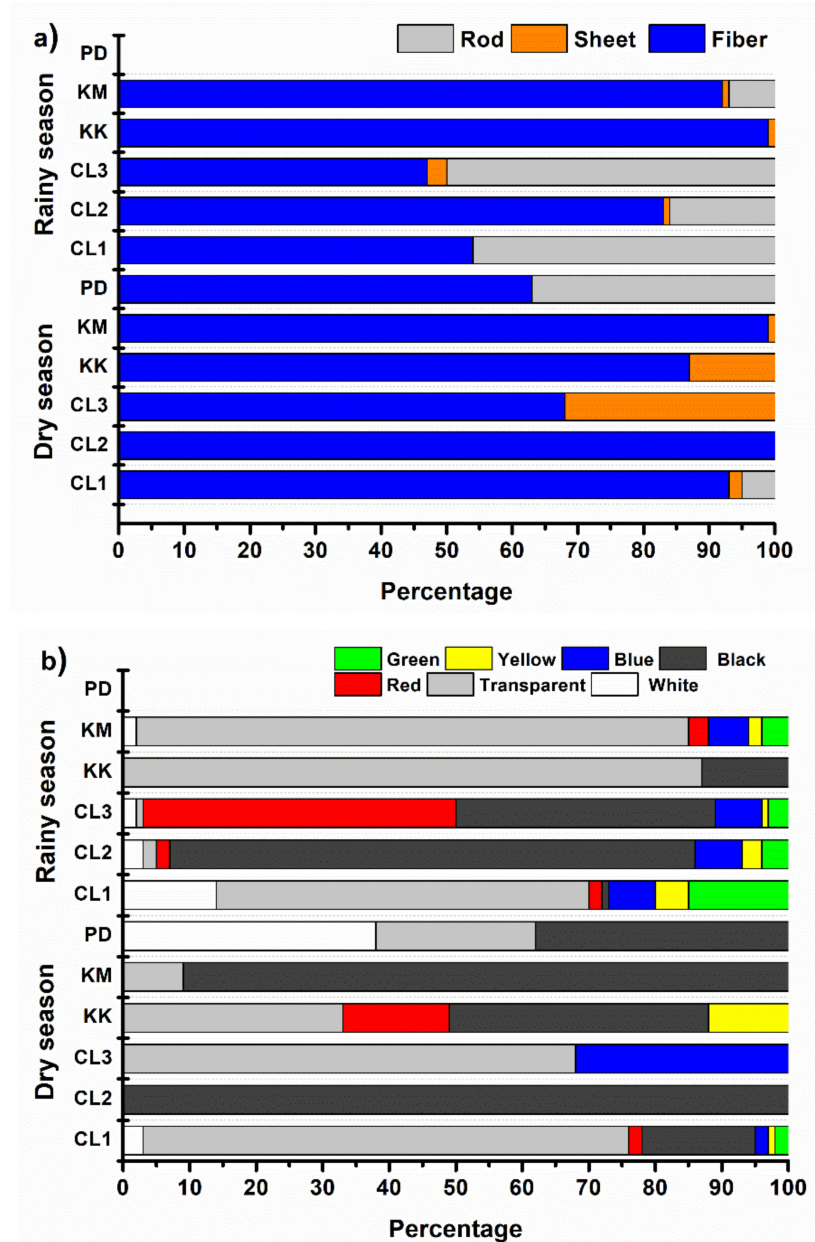 a)
Rod Sheet Fiber
PD
KM
KK
CL3
CL2
CL1
Rainy season
PD
KM
KK
CL3
CL2
CL1
Dry season
0 10 20 30 40 50 60 70 80 90 100
Percentage
b)
Green Yellow Blue Black
Red Transparent White
PD
KM
KK
CL3
CL2
CL1
Rainy season
PD
KM
KK
CL3
CL2
CL1
Dry season
0 10 20 30 40 50 60 70 80 90 100
Percentage